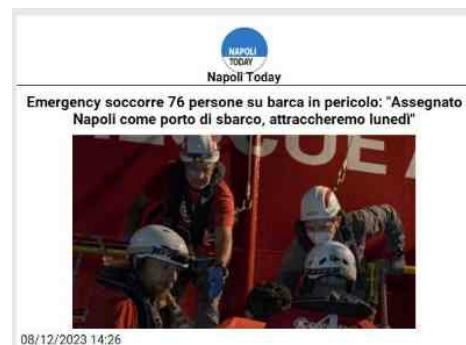 NAPOLI
TODAY
Napoli Today
Emergency soccorre 76 persone su barca in pericolo: "Assegnato
Napoli come porto di sbarco, attraccheremo lunedì"
08/12/2023 14:26